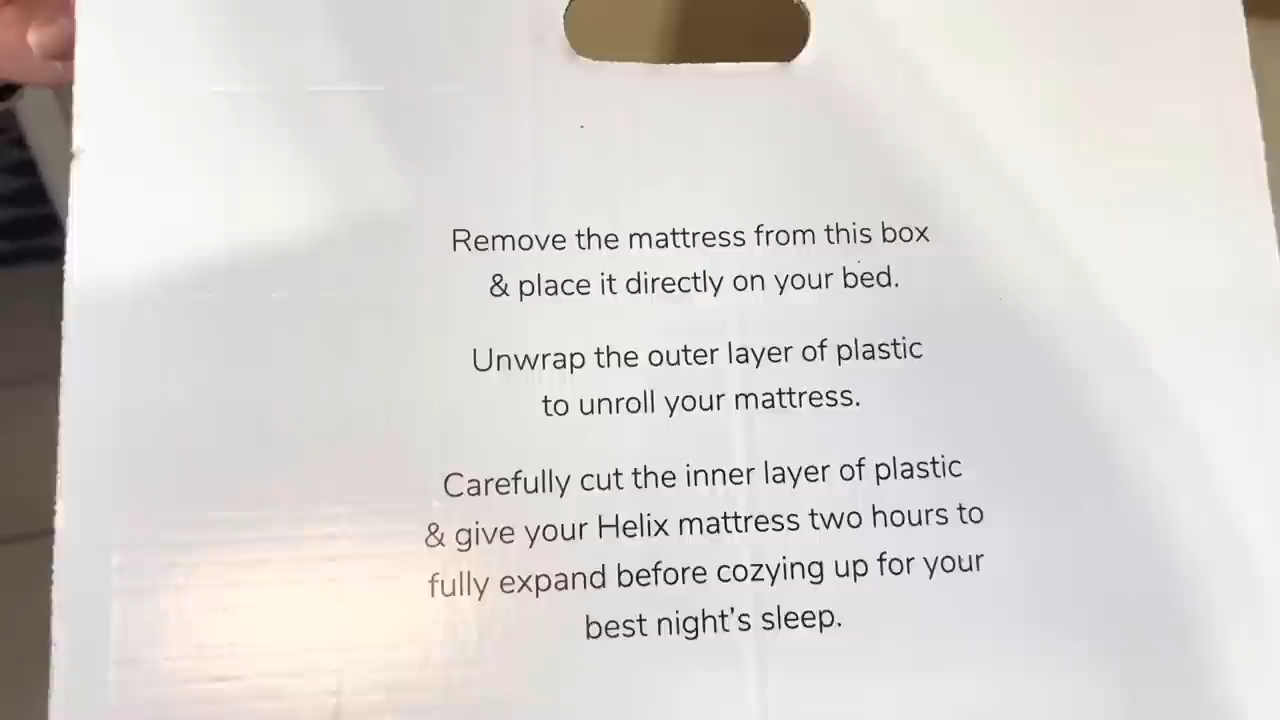 Remove the mattress from this box
& place it directly on your bed.
Unwrap the outer layer of plastic
to unroll your mattress.
Carefully cut the inner layer of plastic
& give your Helix mattress two hours to
fully expand before cozying up for your
best night's sleep.